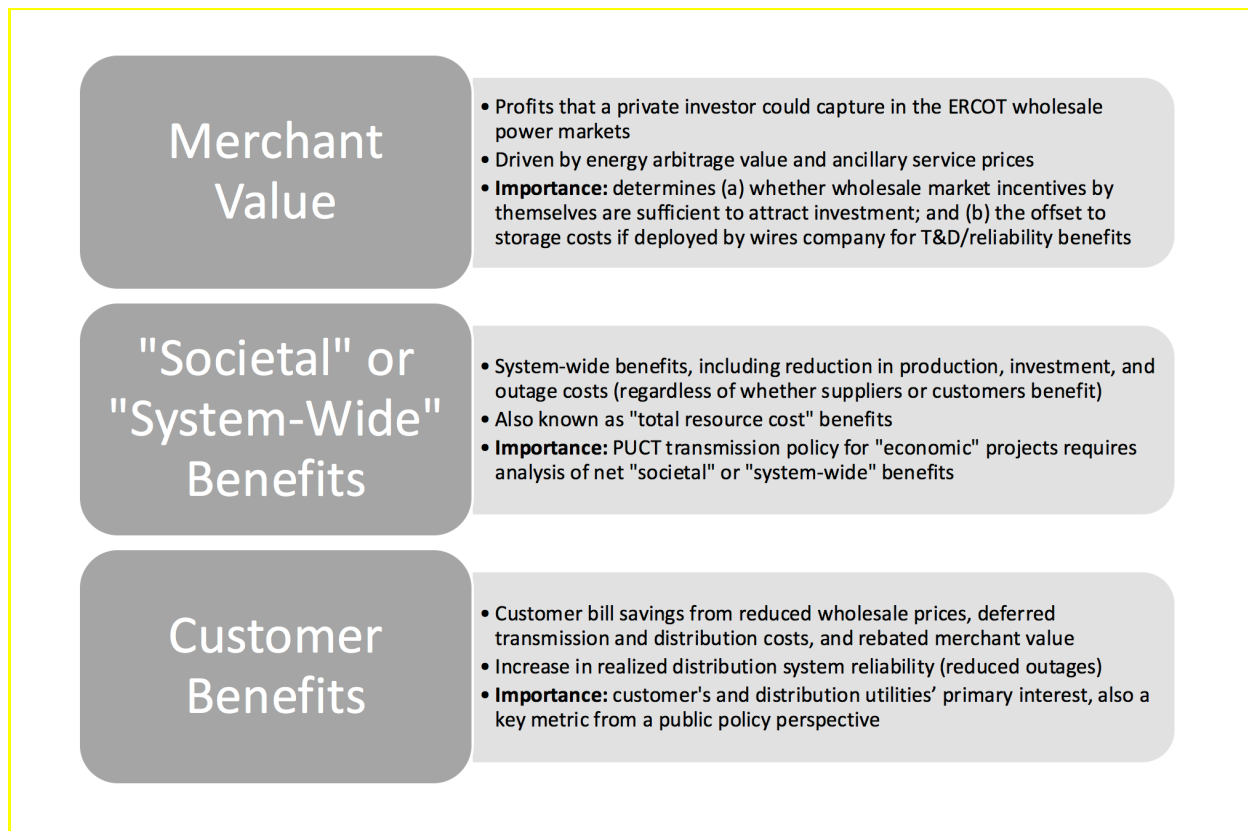 Merchant
Value
• Profits that a private investor could capture in the ERCOT wholesale
power markets
• Driven by energy arbitrage value and ancillary service prices
• Importance: determines (a) whether wholesale market incentives by
themselves are sufficient to attract investment; and (b) the offset to
storage costs if deployed by wires company for T&D/reliability benefits
"Societal" or
"System-Wide"
Benefits
• System-wide benefits, including reduction in production, investment, and
outage costs (regardless of whether suppliers or customers benefit)
• Also known as "total resource cost" benefits
• Importance: PUCT transmission policy for "economic" projects requires
analysis of net "societal" or "system-wide" benefits
Customer
Benefits
• Customer bill savings from reduced wholesale prices, deferred
transmission and distribution costs, and rebated merchant value
• Increase in realized distribution system reliability (reduced outages)
• Importance: customer's and distribution utilities’ primary interest, also a
key metric from a public policy perspective